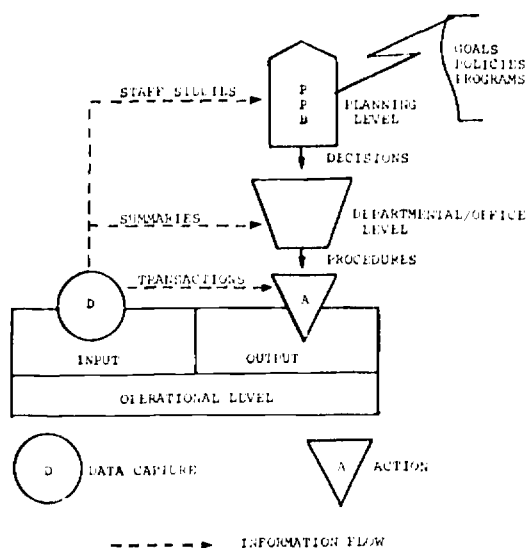 GOALS
POLICIES
PROGRAMS
STAFF STUDIES
P
P
B
PLANNING
LEVEL
DECISIONS
SUMMARIES
DEPARTMENTAL/OFFICE
LEVEL
PROCEDURES
TRANSACTIONS
D
A
INPUT
OUTPUT
OPERATIONAL LEVEL
D
DATA CAPTURE
A
ACTION
INFORMATION FLOW